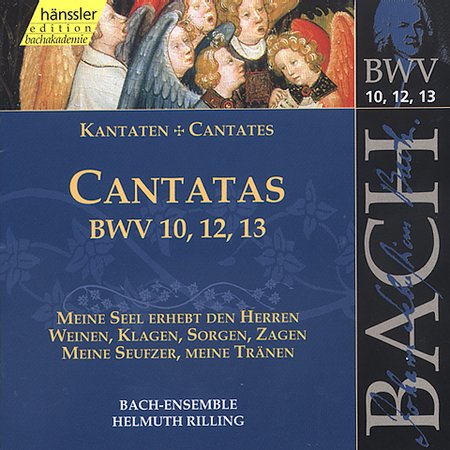 hänssler
edition
bachakademie
BWV
10, 12, 13
KANTATEN ✠ CANTATES
CANTATAS
BWV 10, 12, 13
MEINE SEEL ERHEBT DEN HERREN
WEINEN, KLAGEN, SORGEN, ZAGEN
MEINE SEUFZER, MEINE TRÄNEN
BACH-ENSEMBLE
HELMUTH RILLING
BACH